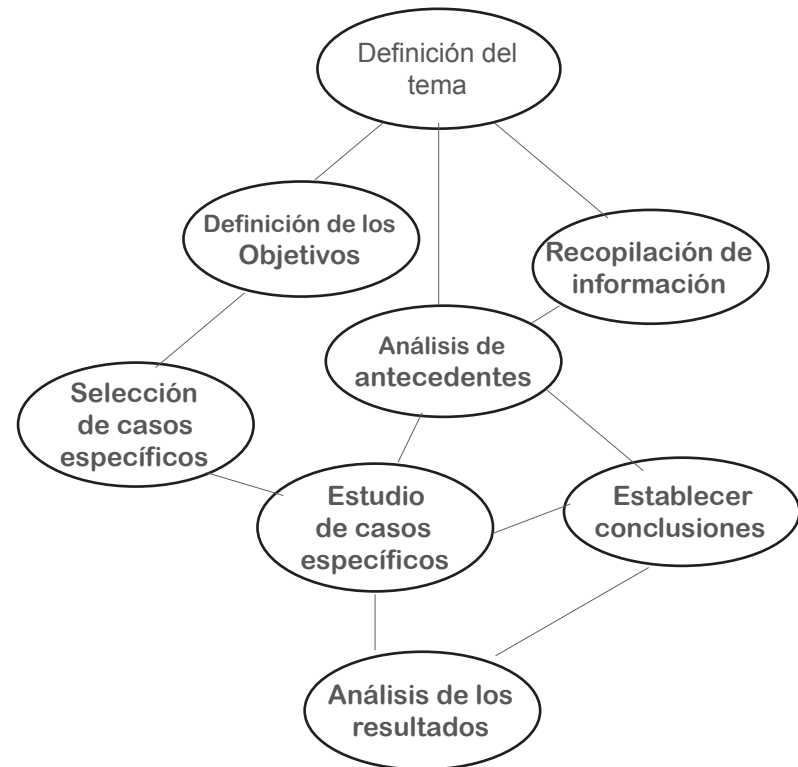 Definición del
tema
Definición de los
Objetivos
Recopilación de
información
Análisis de
antecedentes
Selección
de casos
específicos
Estudio
de casos
específicos
Establecer
conclusiones
Análisis de los
resultados